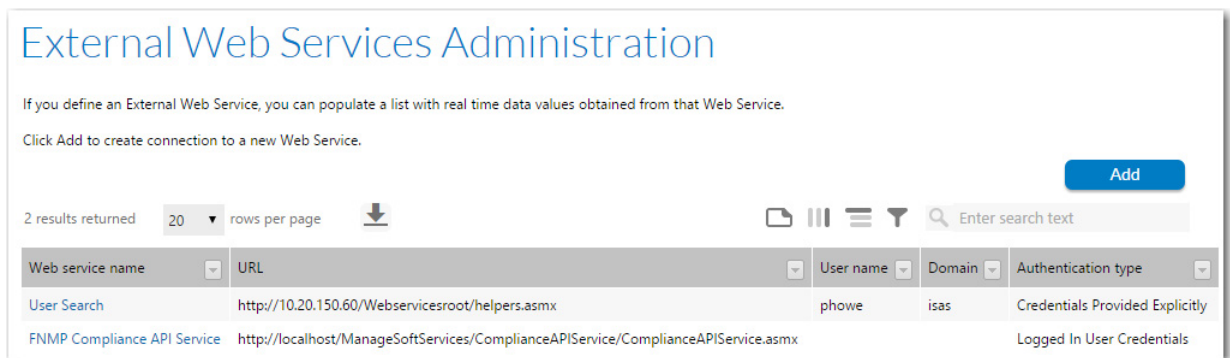 External Web Services Administration
If you define an External Web Service, you can populate a list with real time data values obtained from that Web Service.
Click Add to create connection to a new Web Service.
Add
2 results returned 20 rows per page Enter search text
Web service name URL User name Domain Authentication type
User Search http://10.20.150.60/Webservicesroot/helpers.asmx phowe isas Credentials Provided Explicitly
FNMP Compliance API Service http://localhost/ManageSoftServices/ComplianceAPIService/ComplianceAPIService.asmx Logged In User Credentials